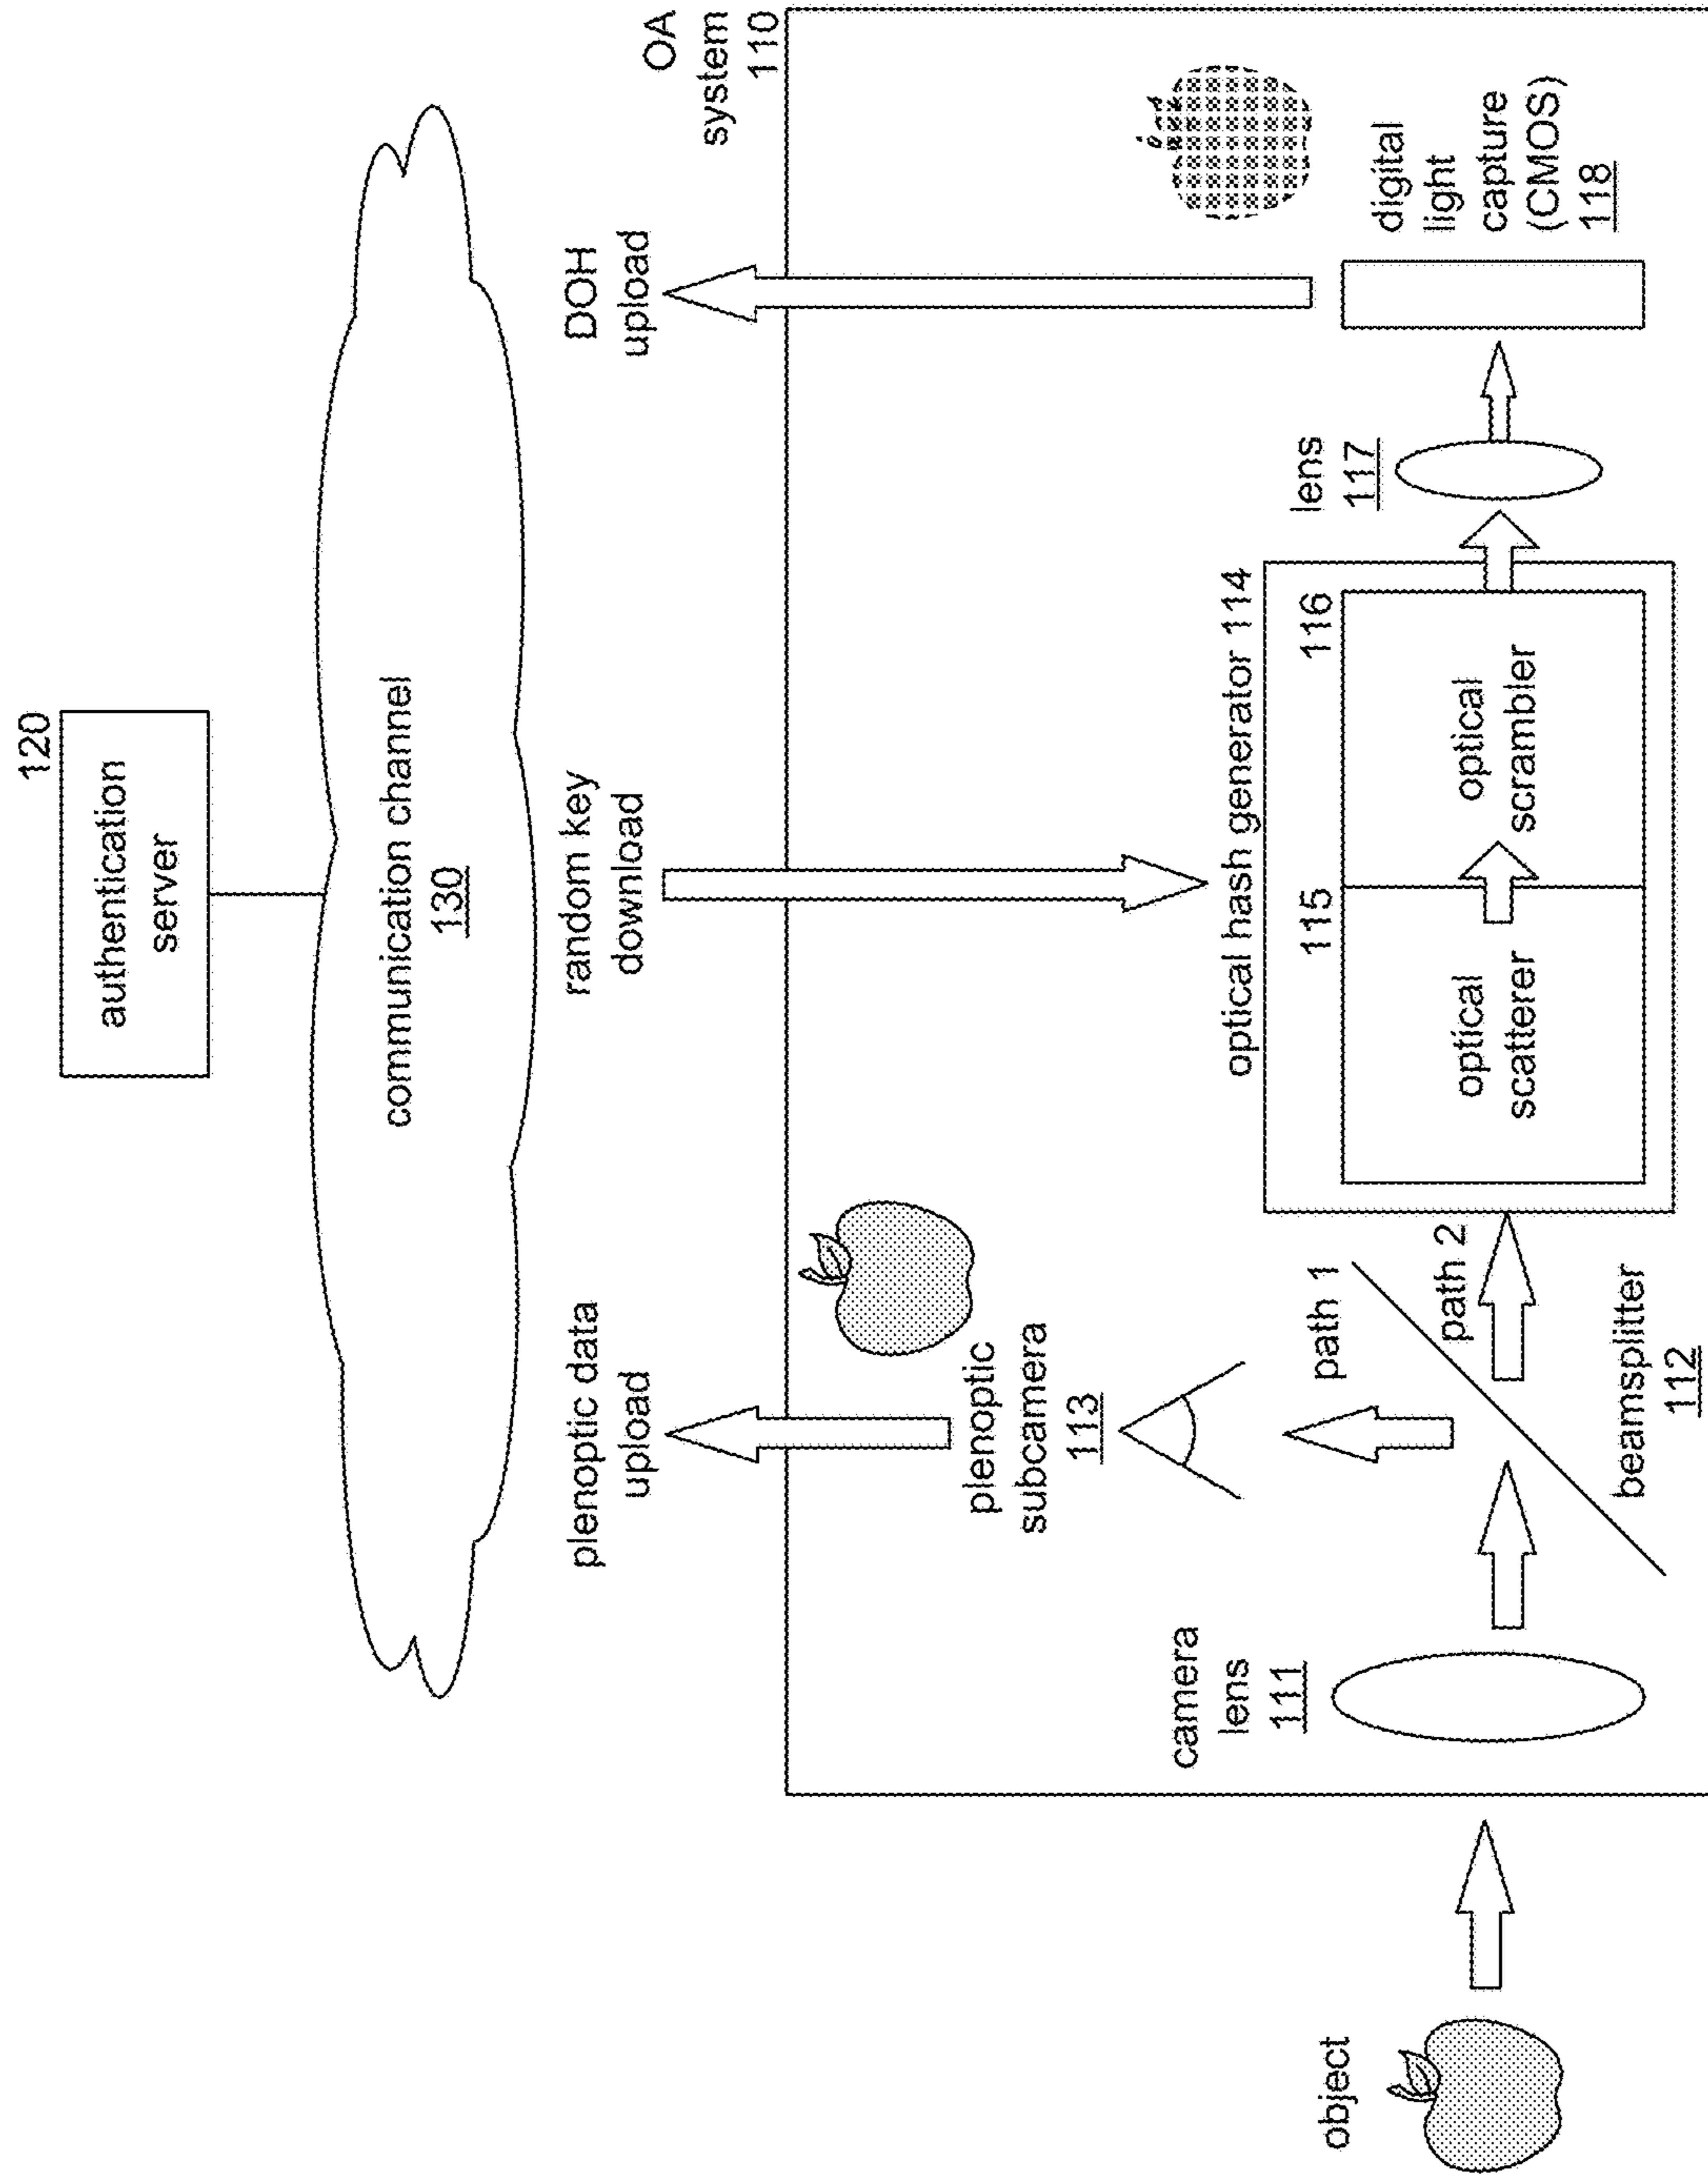 120
authentication
server
communication channel
130
plenoptic data
upload
random key
download
DOH
upload
OA
system
110
plenoptic
subcamera
113
camera
lens
111
object
path 1
path 2
beamsplitter
112
optical hash generator 114
115
116
optical
scatterer
optical
scrambler
lens
117
digital
light
capture
(CMOS)
118